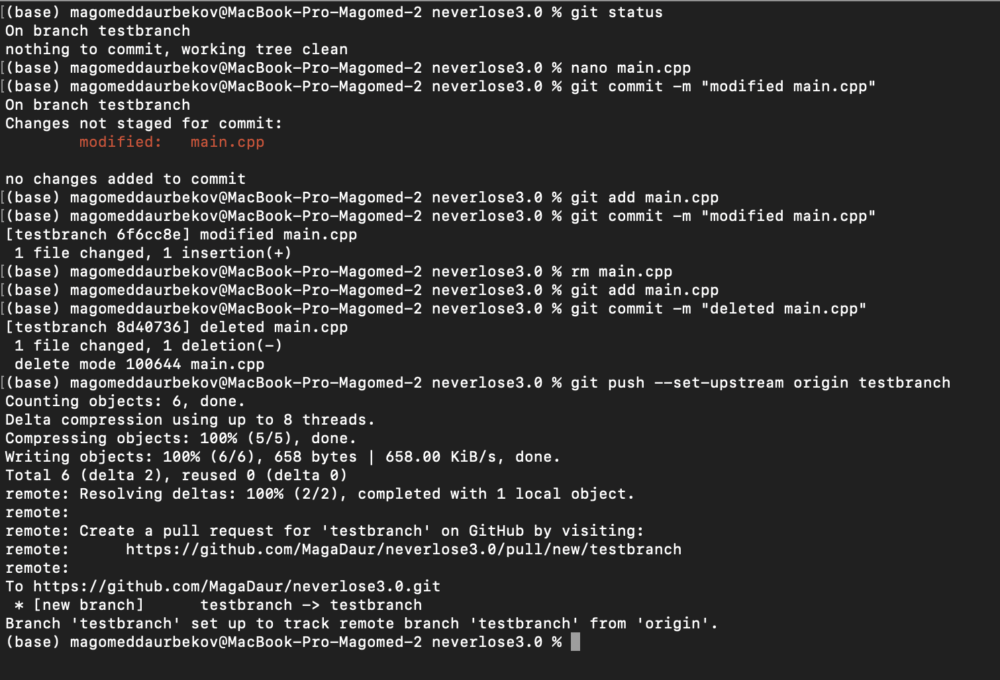 [(base) magomeddaurbekov@MacBook-Pro-Magomed-2 neverlose3.0 % git status
On branch testbranch
nothing to commit, working tree clean
[(base) magomeddaurbekov@MacBook-Pro-Magomed-2 neverlose3.0 % nano main.cpp
[(base) magomeddaurbekov@MacBook-Pro-Magomed-2 neverlose3.0 % git commit -m "modified main.cpp"
On branch testbranch
Changes not staged for commit:
        modified:   main.cpp

no changes added to commit
[(base) magomeddaurbekov@MacBook-Pro-Magomed-2 neverlose3.0 % git add main.cpp
[(base) magomeddaurbekov@MacBook-Pro-Magomed-2 neverlose3.0 % git commit -m "modified main.cpp"
[testbranch 6f6cc8e] modified main.cpp
 1 file changed, 1 insertion(+)
[(base) magomeddaurbekov@MacBook-Pro-Magomed-2 neverlose3.0 % rm main.cpp
[(base) magomeddaurbekov@MacBook-Pro-Magomed-2 neverlose3.0 % git add main.cpp
[(base) magomeddaurbekov@MacBook-Pro-Magomed-2 neverlose3.0 % git commit -m "deleted main.cpp"
[testbranch 8d40736] deleted main.cpp
 1 file changed, 1 deletion(-)
 delete mode 100644 main.cpp
[(base) magomeddaurbekov@MacBook-Pro-Magomed-2 neverlose3.0 % git push --set-upstream origin testbranch
Counting objects: 6, done.
Delta compression using up to 8 threads.
Compressing objects: 100% (5/5), done.
Writing objects: 100% (6/6), 658 bytes | 658.00 KiB/s, done.
Total 6 (delta 2), reused 0 (delta 0)
remote: Resolving deltas: 100% (2/2), completed with 1 local object.
remote:
remote: Create a pull request for 'testbranch' on GitHub by visiting:
remote:      https://github.com/MagaDaur/neverlose3.0/pull/new/testbranch
remote:
To https://github.com/MagaDaur/neverlose3.0.git
 * [new branch]      testbranch -> testbranch
Branch 'testbranch' set up to track remote branch 'testbranch' from 'origin'.
(base) magomeddaurbekov@MacBook-Pro-Magomed-2 neverlose3.0 %